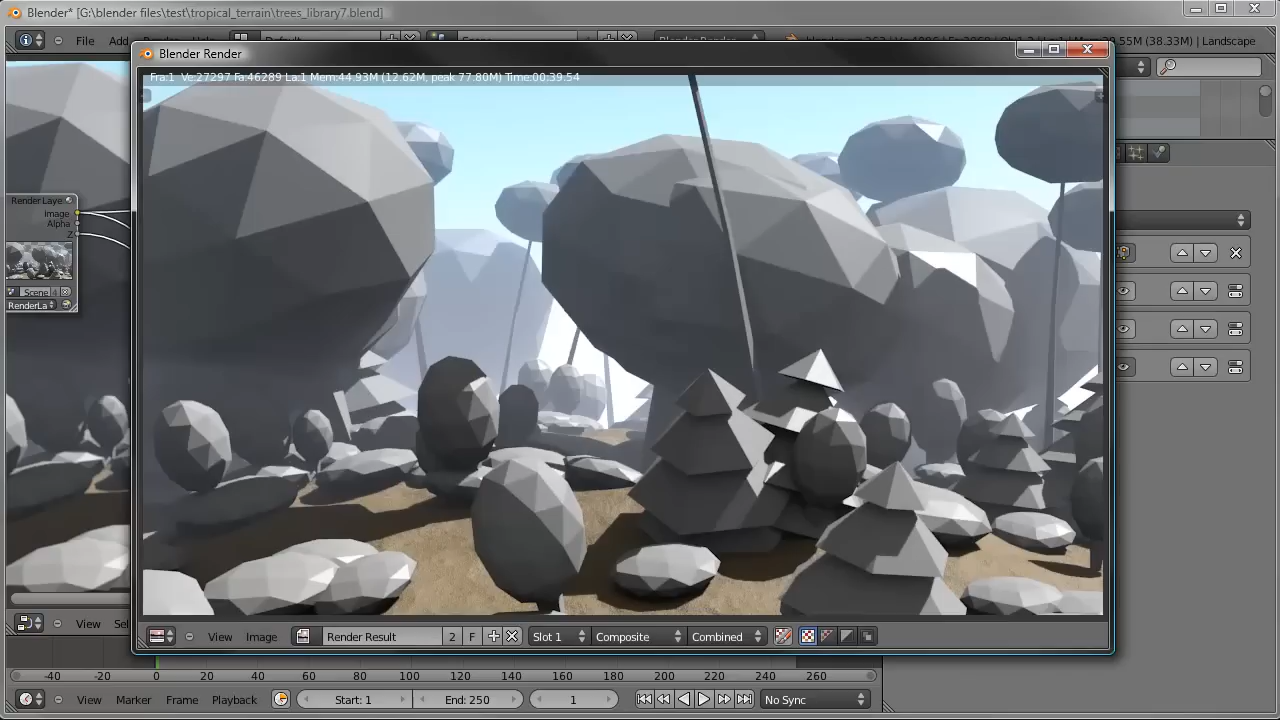 Blender* [G:\blender files\test\tropical_terrain\trees_library7.blend]
File Add
.55M (38.33M) | Landscape
Blender Render
Fra:1 Ve:27297 Fa:46289 La:1 Mem:44.93M (12.62M, peak 77.80M) Time:00:39.54
Render Laye
Image
Alpha
Z
Scene
RenderLa
View Sel
View Image Render Result 2 F Slot 1 Composite Combined
-40 -20 0 20 40 60 80 100 120 140 160 180 200 220 240 260
View Marker Frame Playback Start: 1 End: 250 1 No Sync